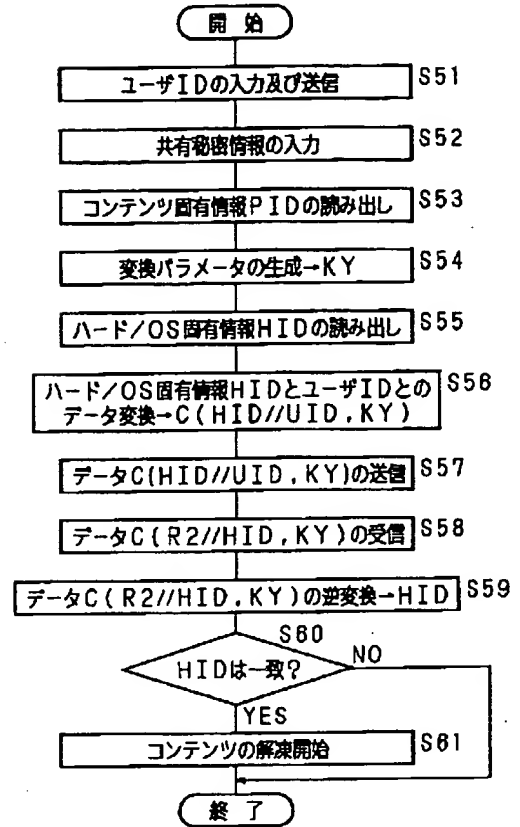 開始
ユーザIDの入力及び送信 S51
共有秘密情報の入力 S52
コンテンツ固有情報PIDの読み出し S53
変換パラメータの生成→KY S54
ハード/OS固有情報HIDの読み出し S55
ハード/OS固有情報HIDとユーザIDとの S56
データ変換→C(HID//UID,KY)
データC(HID//UID,KY)の送信 S57
データC(R2//HID,KY)の受信 S58
データC(R2//HID,KY)の逆変換→HID S59
S60
HIDは一致? NO
YES
コンテンツの解凍開始 S61
終了